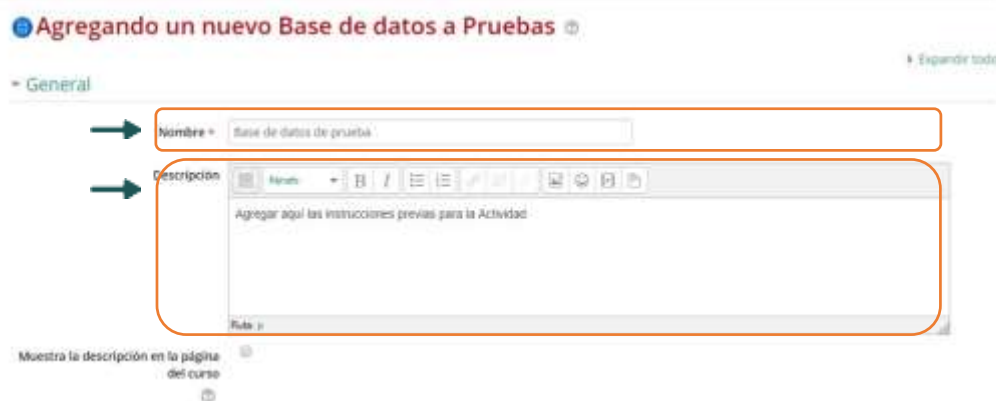 Agregando un nuevo Base de datos a Pruebas
Expandir todo
General
Nombre *
Base de datos de prueba
Descripción
Párrafo
B I
Agregar aquí las instrucciones previas para la Actividad
Ruta: p
Muestra la descripción en la página
del curso